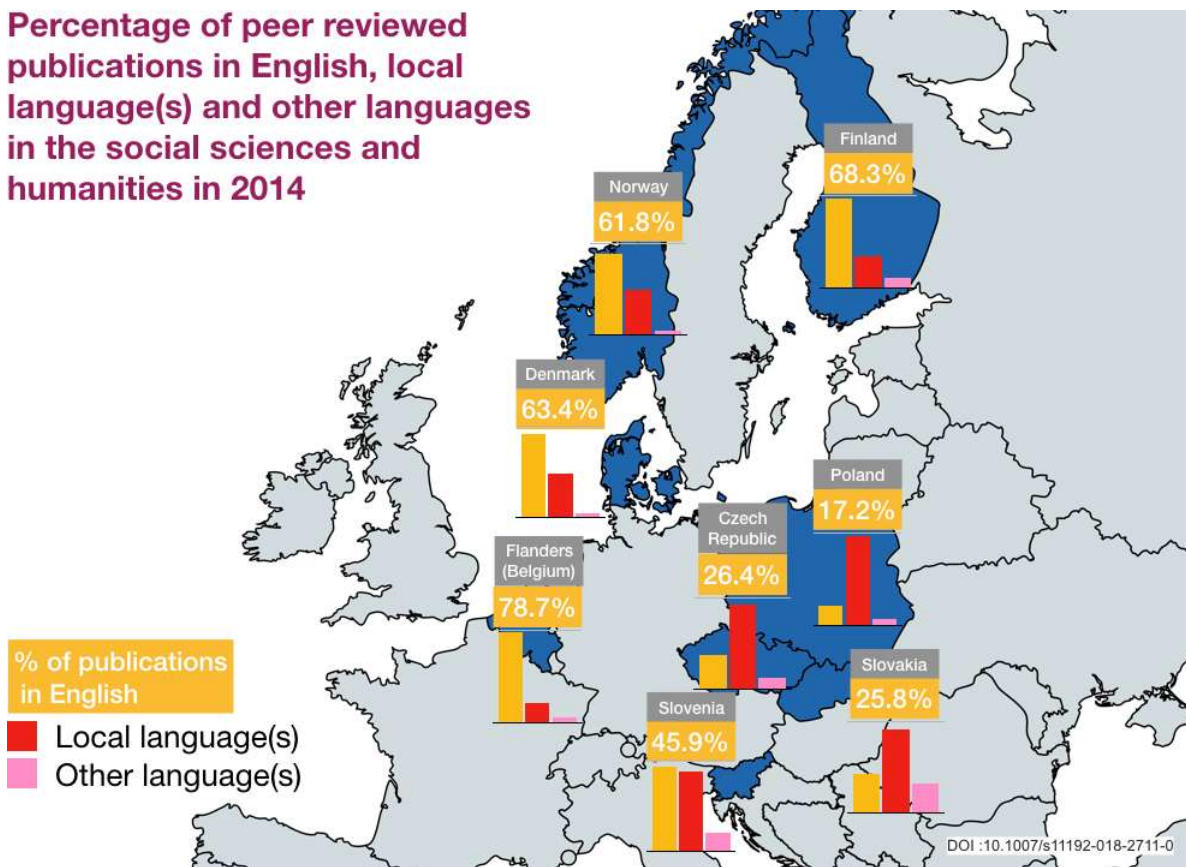 Percentage of peer reviewed
publications in English, local
language(s) and other languages
in the social sciences and
humanities in 2014
Finland
68.3%
Norway
61.8%
Denmark
63.4%
Poland
17.2%
Czech
Republic
26.4%
Flanders
(Belgium)
78.7%
Slovakia
25.8%
Slovenia
45.9%
% of publications
in English
Local language(s)
Other language(s)
DOI :10.1007/s11192-018-2711-0